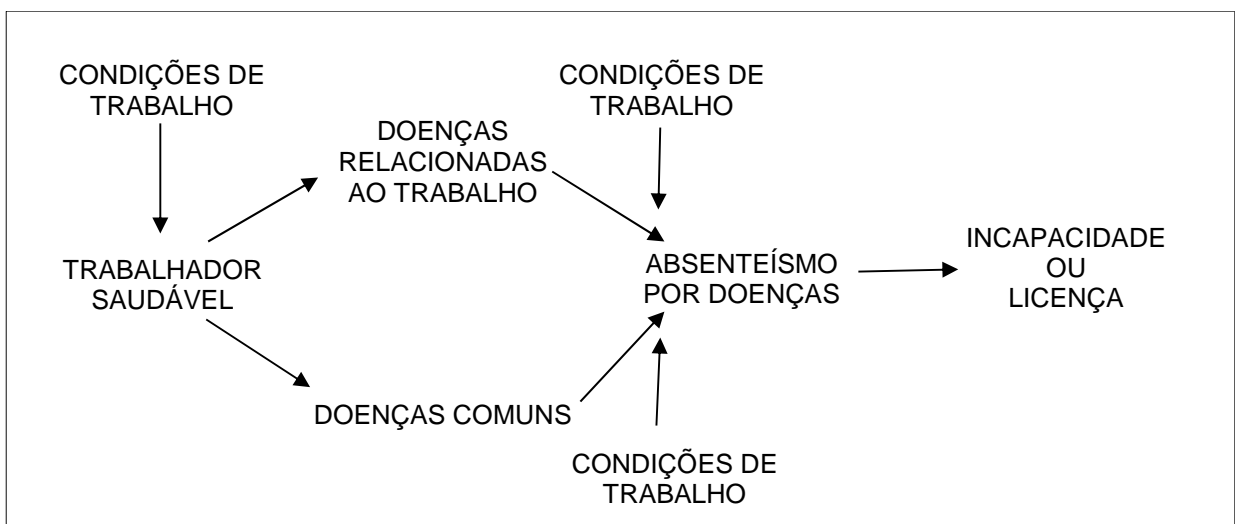 CONDIÇÕES DE
TRABALHO
CONDIÇÕES DE
TRABALHO
DOENÇAS
RELACIONADAS
AO TRABALHO
TRABALHADOR
SAUDÁVEL
ABSENTEÍSMO
POR DOENÇAS
INCAPACIDADE
OU
LICENÇA
DOENÇAS COMUNS
CONDIÇÕES DE
TRABALHO